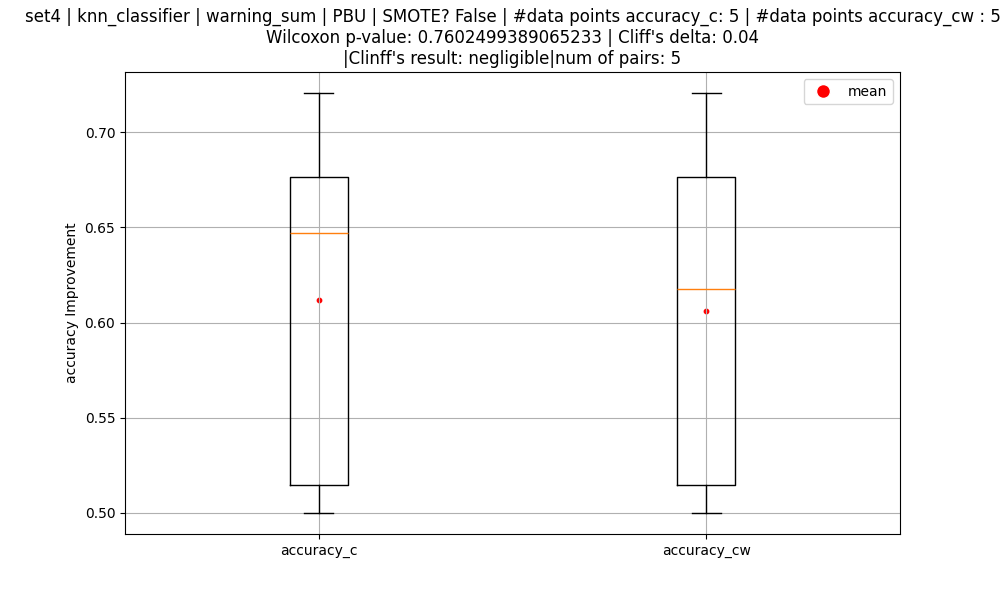 set4 | knn_classifier | warning_sum | PBU | SMOTE? False | #data points accuracy_c: 5 | #data points accuracy_cw : 5
Wilcoxon p-value: 0.7602499389065233 | Cliff's delta: 0.04
|Clinff's result: negligible|num of pairs: 5
mean
0.70
0.65
0.60
0.55
0.50
accuracy Improvement
accuracy_c
accuracy_cw